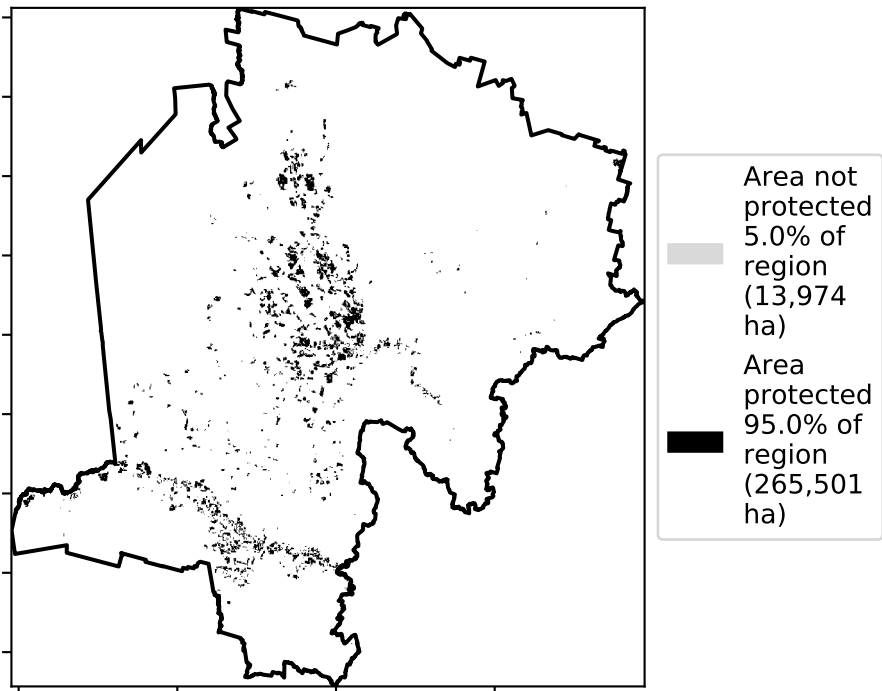 Area not
protected
5.0% of
region
(13,974
ha)
Area
protected
95.0% of
region
(265,501
ha)